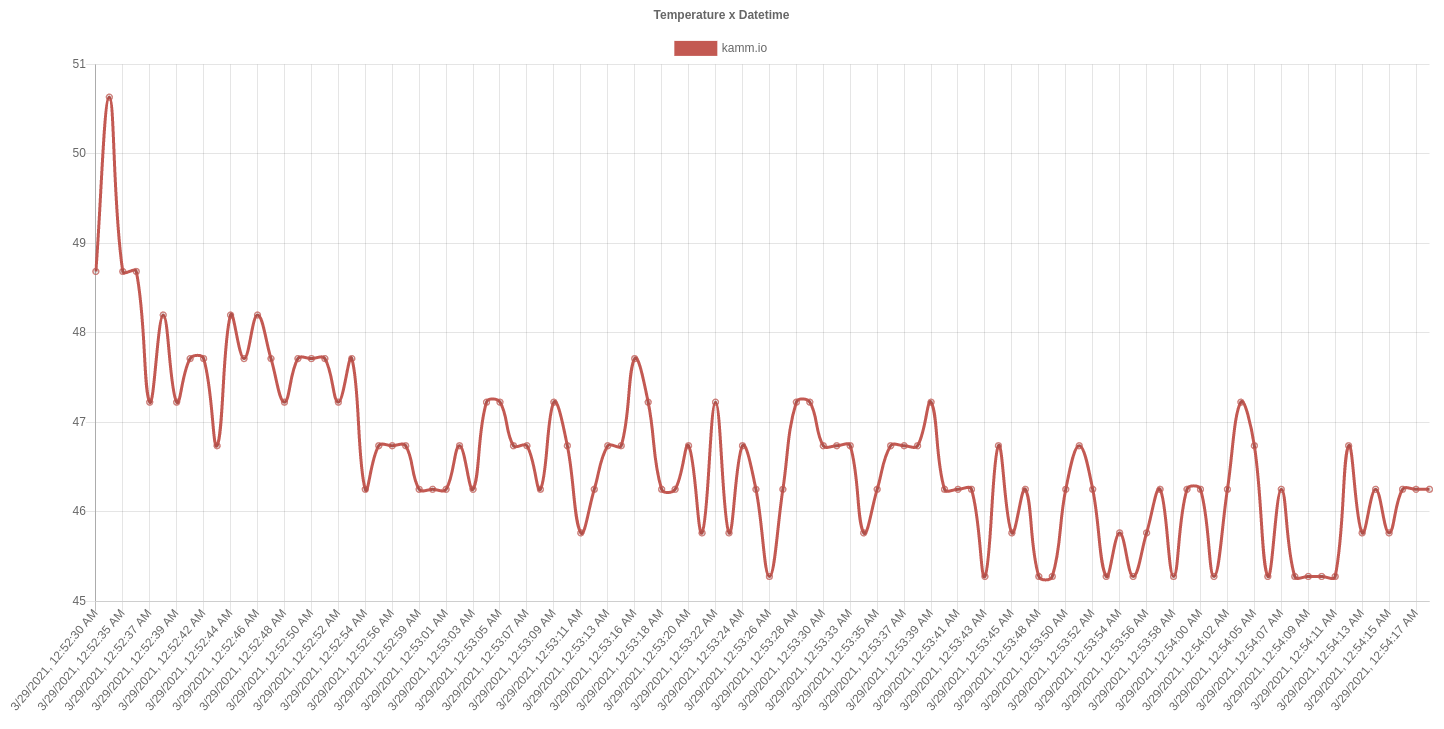 Temperature x Datetime
kamm.io
51
50
49
48
47
46
45
3/29/2021, 12:52:30 AM
3/29/2021, 12:52:35 AM
3/29/2021, 12:52:37 AM
3/29/2021, 12:52:39 AM
3/29/2021, 12:52:42 AM
3/29/2021, 12:52:44 AM
3/29/2021, 12:52:46 AM
3/29/2021, 12:52:48 AM
3/29/2021, 12:52:50 AM
3/29/2021, 12:52:52 AM
3/29/2021, 12:52:54 AM
3/29/2021, 12:52:56 AM
3/29/2021, 12:52:59 AM
3/29/2021, 12:53:01 AM
3/29/2021, 12:53:03 AM
3/29/2021, 12:53:05 AM
3/29/2021, 12:53:07 AM
3/29/2021, 12:53:09 AM
3/29/2021, 12:53:11 AM
3/29/2021, 12:53:13 AM
3/29/2021, 12:53:16 AM
3/29/2021, 12:53:18 AM
3/29/2021, 12:53:20 AM
3/29/2021, 12:53:22 AM
3/29/2021, 12:53:24 AM
3/29/2021, 12:53:26 AM
3/29/2021, 12:53:28 AM
3/29/2021, 12:53:30 AM
3/29/2021, 12:53:33 AM
3/29/2021, 12:53:35 AM
3/29/2021, 12:53:37 AM
3/29/2021, 12:53:39 AM
3/29/2021, 12:53:41 AM
3/29/2021, 12:53:43 AM
3/29/2021, 12:53:45 AM
3/29/2021, 12:53:48 AM
3/29/2021, 12:53:50 AM
3/29/2021, 12:53:52 AM
3/29/2021, 12:53:54 AM
3/29/2021, 12:53:56 AM
3/29/2021, 12:53:58 AM
3/29/2021, 12:54:00 AM
3/29/2021, 12:54:02 AM
3/29/2021, 12:54:05 AM
3/29/2021, 12:54:07 AM
3/29/2021, 12:54:09 AM
3/29/2021, 12:54:11 AM
3/29/2021, 12:54:13 AM
3/29/2021, 12:54:15 AM
3/29/2021, 12:54:17 AM